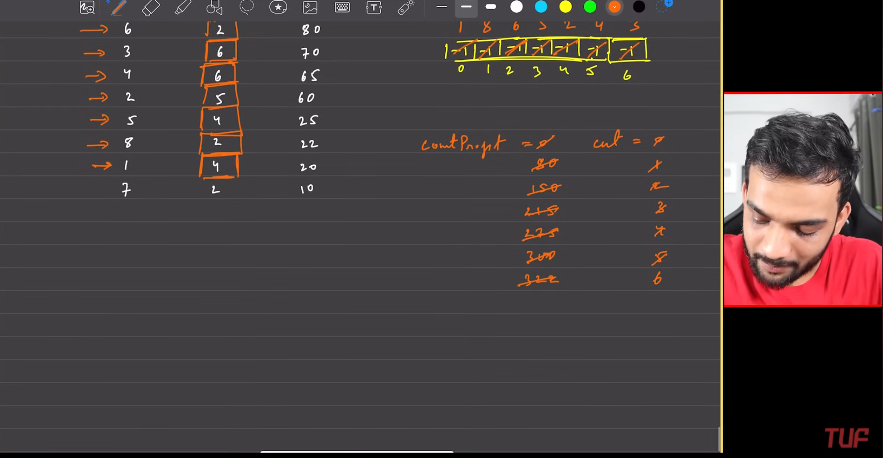 → 6 2 80
→ 3 6 70
→ 4 6 65
→ 2 5 60
→ 5 4 25
→ 8 2 22
→ 1 4 20
7 2 10
1 8 6 5 2 4 3
-1 -1 -1 -1 -1 -1 -1
0 1 2 3 4 5 6
countProfit = 0 cnt = 0
80 1
150 2
215 3
275 4
300 5
322 6
TUF